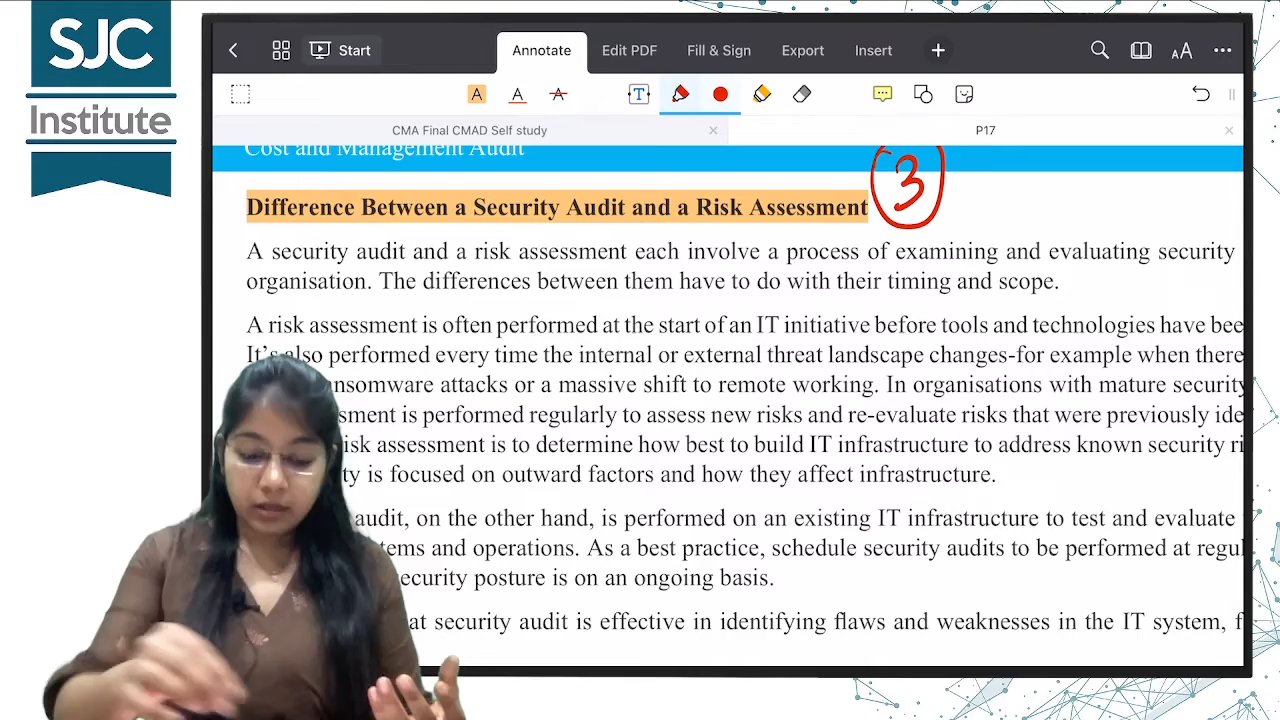 SJC
Institute
Start
Annotate
Edit PDF
Fill & Sign
Export
Insert
A
A
A
T
CMA Final CMAD Self study
P17
Cost and Management Audit
3
Difference Between a Security Audit and a Risk Assessment
A security audit and a risk assessment each involve a process of examining and evaluating security
organisation. The differences between them have to do with their timing and scope.
A risk assessment is often performed at the start of an IT initiative before tools and technologies have bee
It's also performed every time the internal or external threat landscape changes-for example when there
nsomware attacks or a massive shift to remote working. In organisations with mature security
sment is performed regularly to assess new risks and re-evaluate risks that were previously ide
isk assessment is to determine how best to build IT infrastructure to address known security ri
ty is focused on outward factors and how they affect infrastructure.
audit, on the other hand, is performed on an existing IT infrastructure to test and evaluate
tems and operations. As a best practice, schedule security audits to be performed at regul
ecurity posture is on an ongoing basis.
at security audit is effective in identifying flaws and weaknesses in the IT system, f